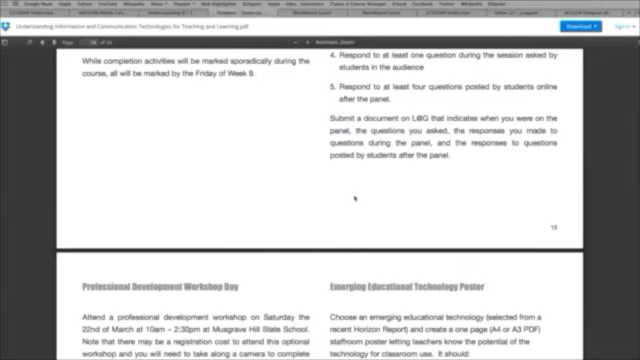 Understanding Information and Communication Technologies for Teaching and Learning.pdf
Download
Sign in
Page
Automatic Zoom
While completion activities will be marked sporadically during the
course, all will be marked by the Friday of Week 9.
4. Respond to at least one question during the session asked by
students in the audience
5. Respond to at least four questions posted by students online
after the panel.
Submit a document on L@G that indicates when you were on the
panel, the questions you asked, the responses you made to
questions during the panel, and the responses to questions
posted by students after the panel.
Professional Development Workshop Day
Attend a professional development workshop on Saturday the
22nd of March at 10am – 2:30pm at Musgrave Hill State School.
Note that there may be a registration cost to attend this optional
workshop and you will need to take along a camera to complete
Emerging Educational Technology Poster
Choose an emerging educational technology (selected from a
recent Horizon Report) and create a one page (A4 or A3 PDF)
staffroom poster letting teachers know the potential of the
technology for classroom use. It should: